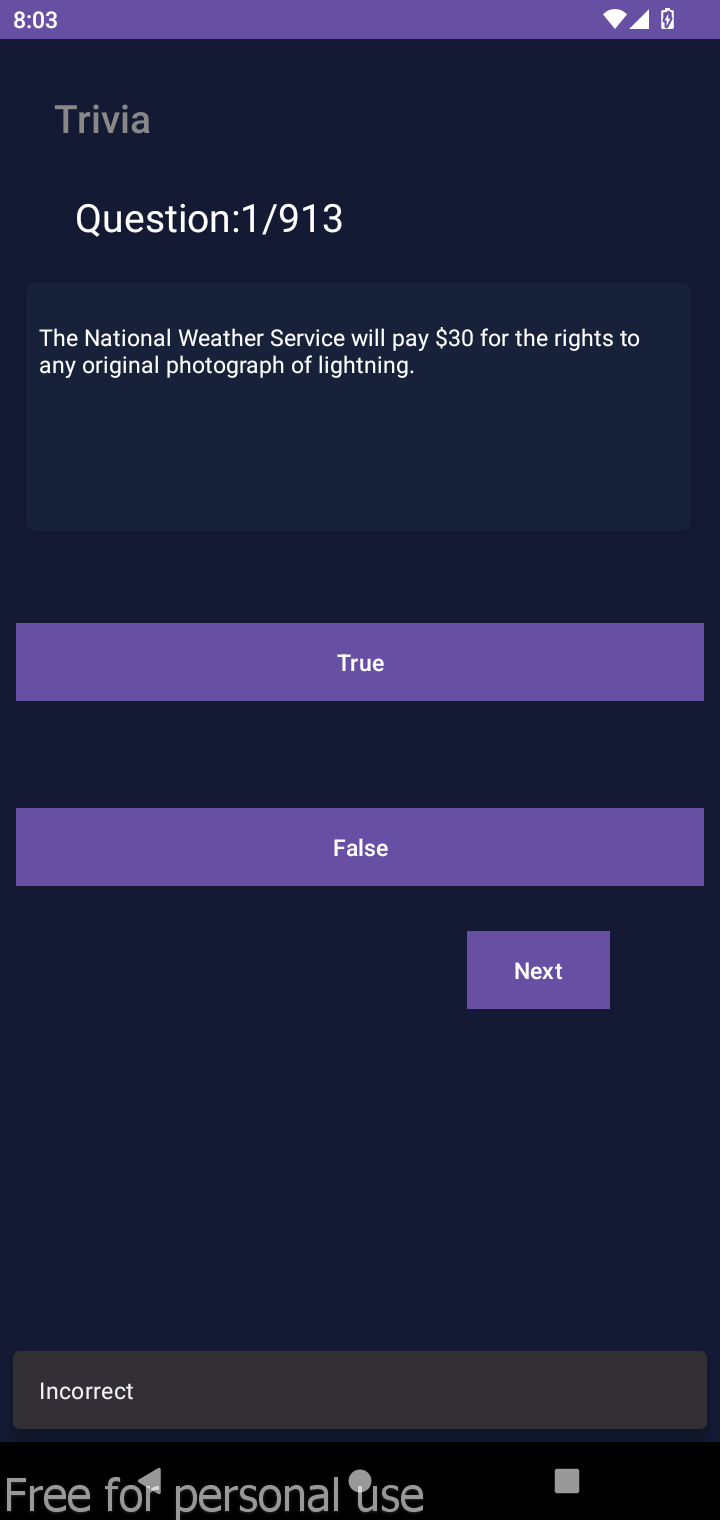 8:03
Trivia
Question:1/913
The National Weather Service will pay $30 for the rights to
any original photograph of lightning.
True
False
Next
Incorrect
Free for personal use